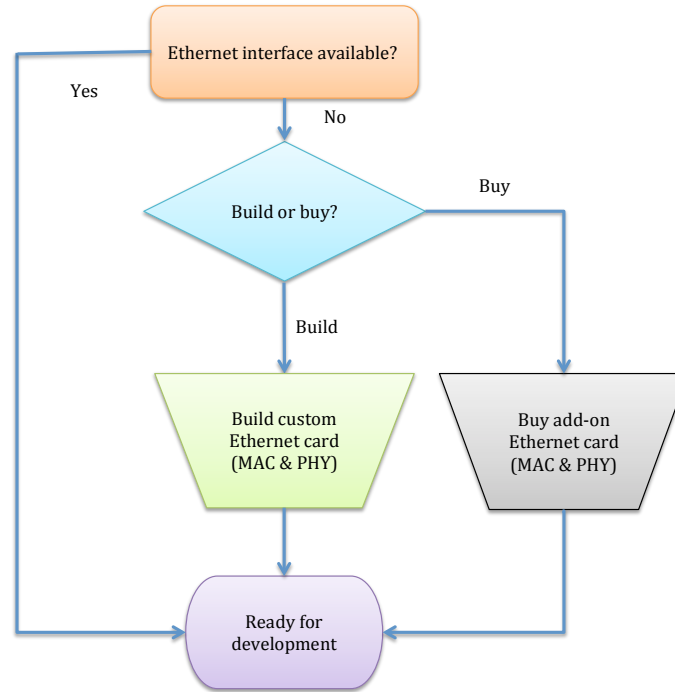 Ethernet interface available?
Yes
No
Build or buy?
Buy
Build
Build custom
Ethernet card
(MAC & PHY)
Buy add-on
Ethernet card
(MAC & PHY)
Ready for
development